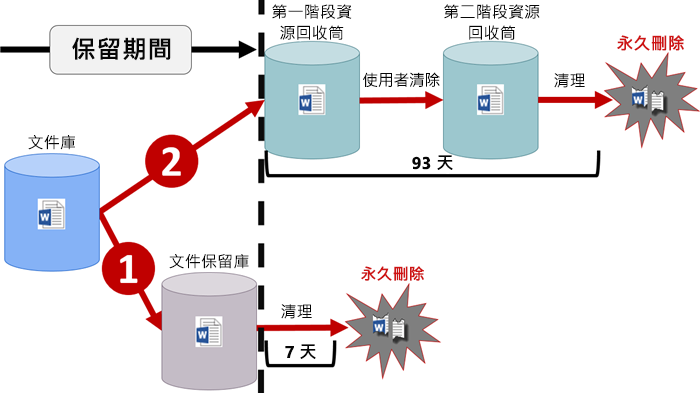 第一階段資
源回收筒
第二階段資源
回收筒
保留期間
永久刪除
使用者清除
清理
W
W
W
文件庫
2
93 天
W
1
文件保留庫
永久刪除
清理
W
W
7 天